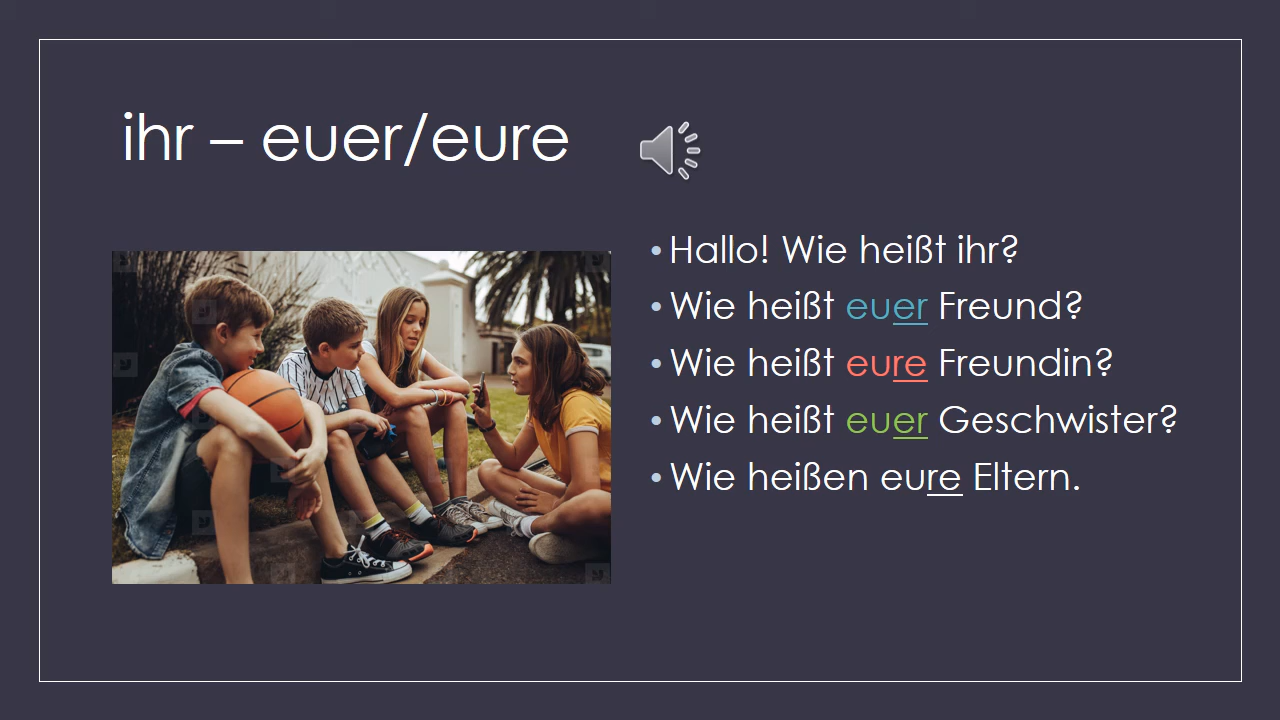 ihr – euer/eure
Hallo! Wie heißt ihr?
Wie heißt euer Freund?
Wie heißt eure Freundin?
Wie heißt euer Geschwister?
Wie heißen eure Eltern.